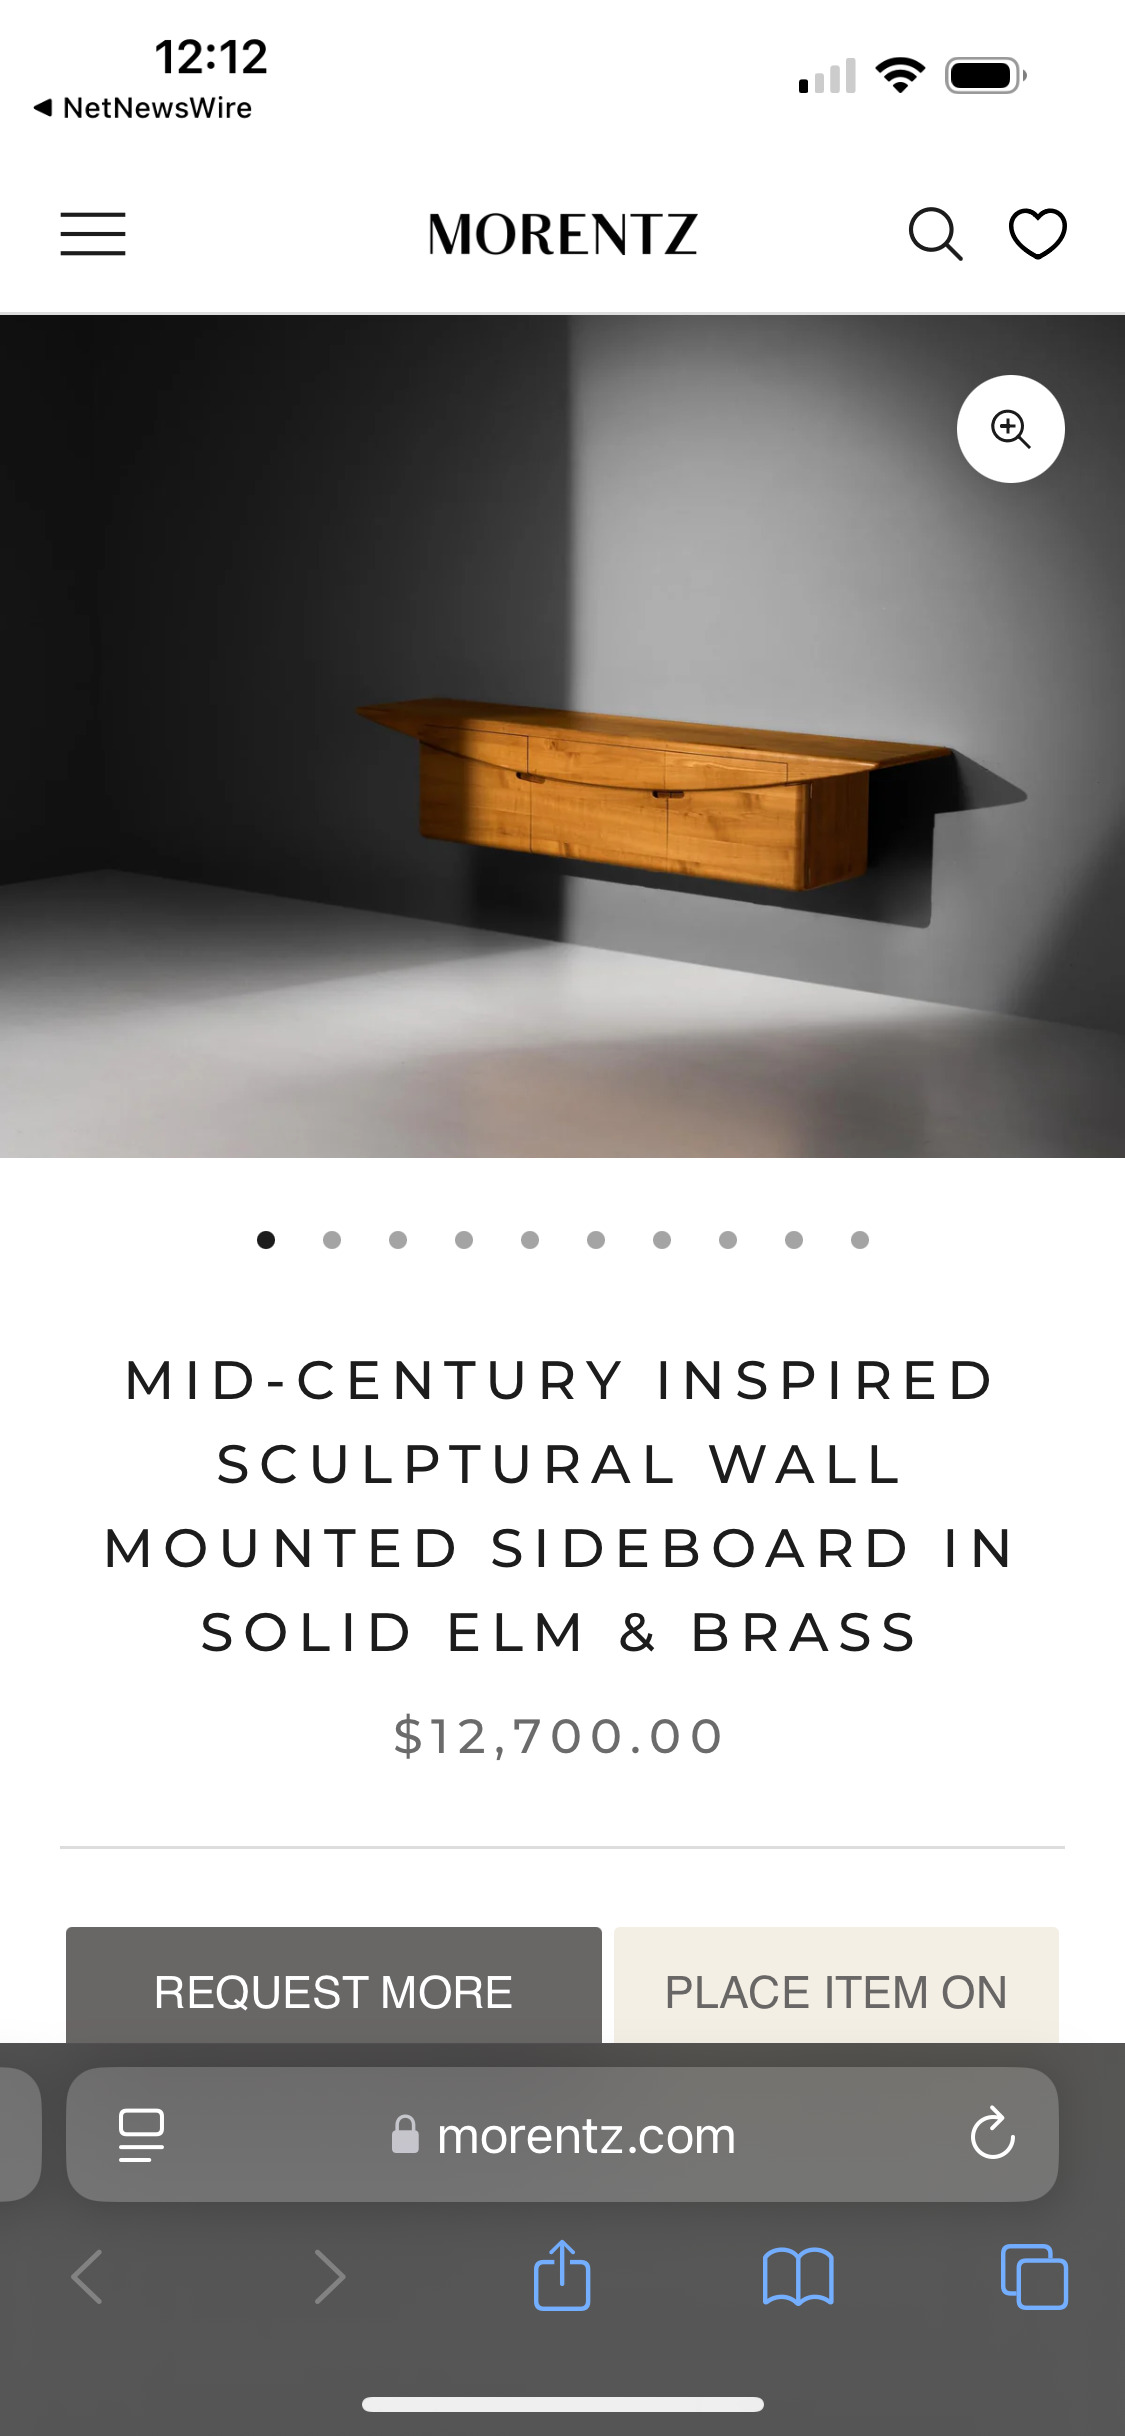 12:12
NetNewsWire
MORENTZ
MID-CENTURY INSPIRED
SCULPTURAL WALL
MOUNTED SIDEBOARD IN
SOLID ELM & BRASS
$12,700.00
REQUEST MORE
PLACE ITEM ON
morentz.com